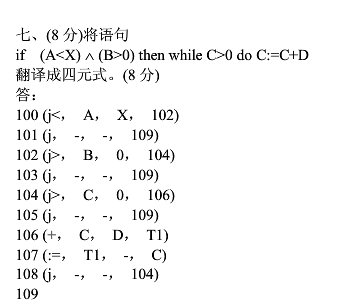 七、(8 分)将语句
if (A<X) ∧ (B>0) then while C>0 do C:=C+D
翻译成四元式。(8 分)
答：
100 (j<, A, X, 102)
101 (j, -, -, 109)
102 (j>, B, 0, 104)
103 (j, -, -, 109)
104 (j>, C, 0, 106)
105 (j, -, -, 109)
106 (+, C, D, T1)
107 (:=, T1, -, C)
108 (j, -, -, 104)
109